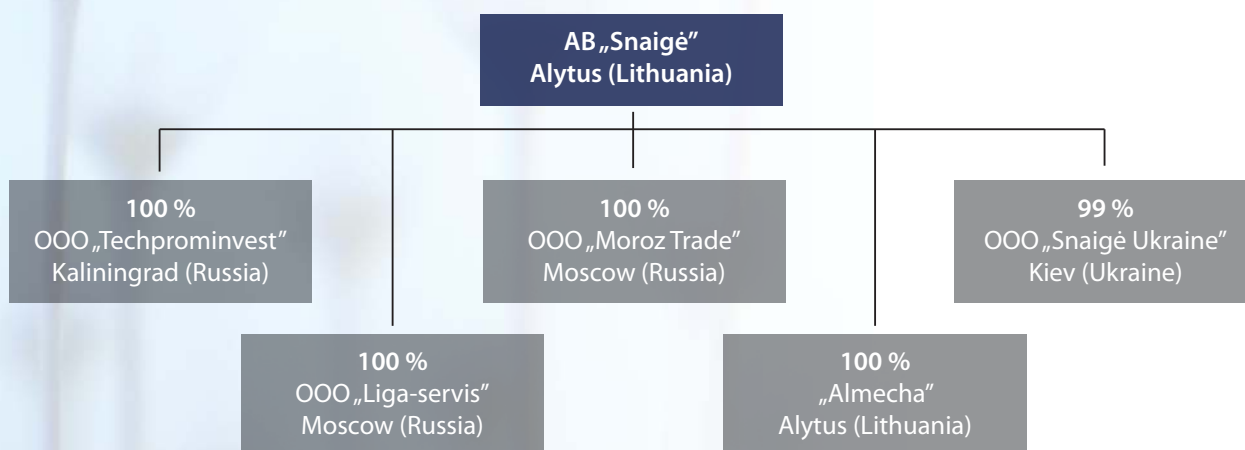 AB „Snaigė”
Alytus (Lithuania)
100 %
OOO „Techprominvest”
Kaliningrad (Russia)
100 %
OOO „Moroz Trade”
Moscow (Russia)
99 %
OOO „Snaigė Ukraine”
Kiev (Ukraine)
100 %
OOO „Liga-servis”
Moscow (Russia)
100 %
„Almecha”
Alytus (Lithuania)